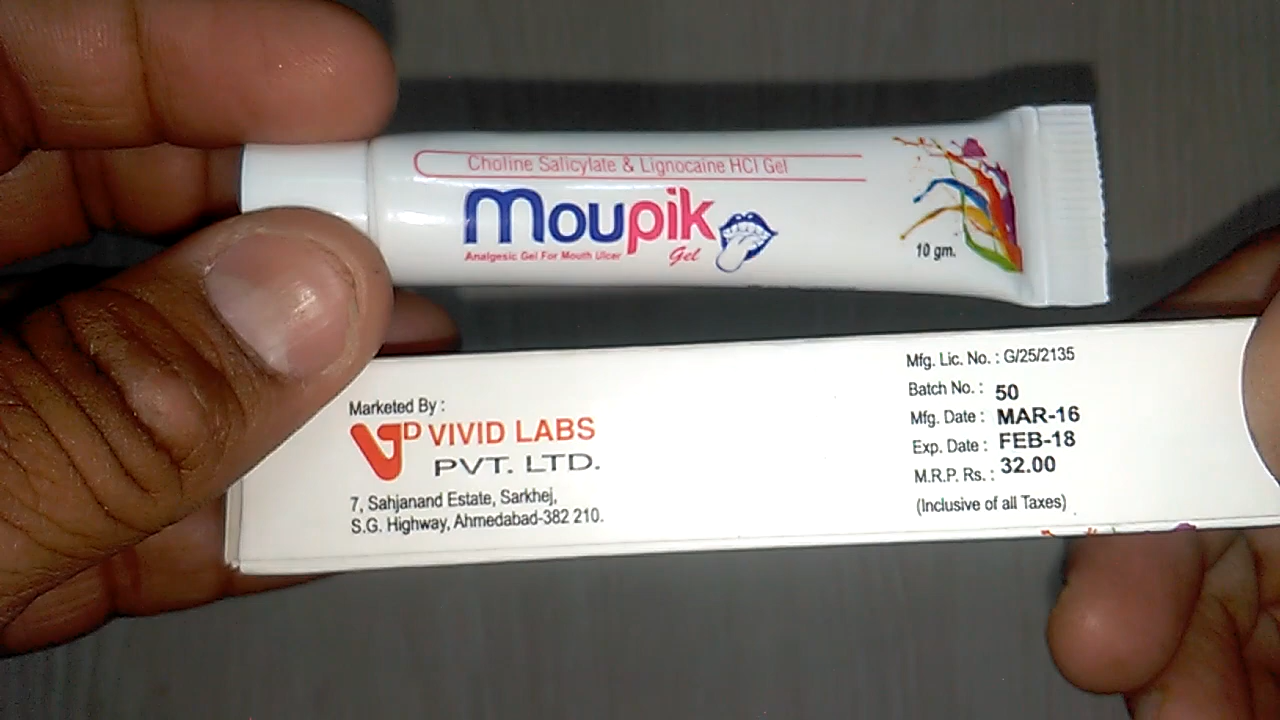 Choline Salicylate & Lignocaine HCl Gel
Moupik
Analgesic Gel For Mouth Ulcer
Gel
10 gm.
Marketed By :
VD VIVID LABS
PVT. LTD.
7, Sahjanand Estate, Sarkhej,
S.G. Highway, Ahmedabad-382 210.
Mfg. Lic. No. : G/25/2135
Batch No. : 50
Mfg. Date : MAR-16
Exp. Date : FEB-18
M.R.P. Rs. : 32.00
(Inclusive of all Taxes)